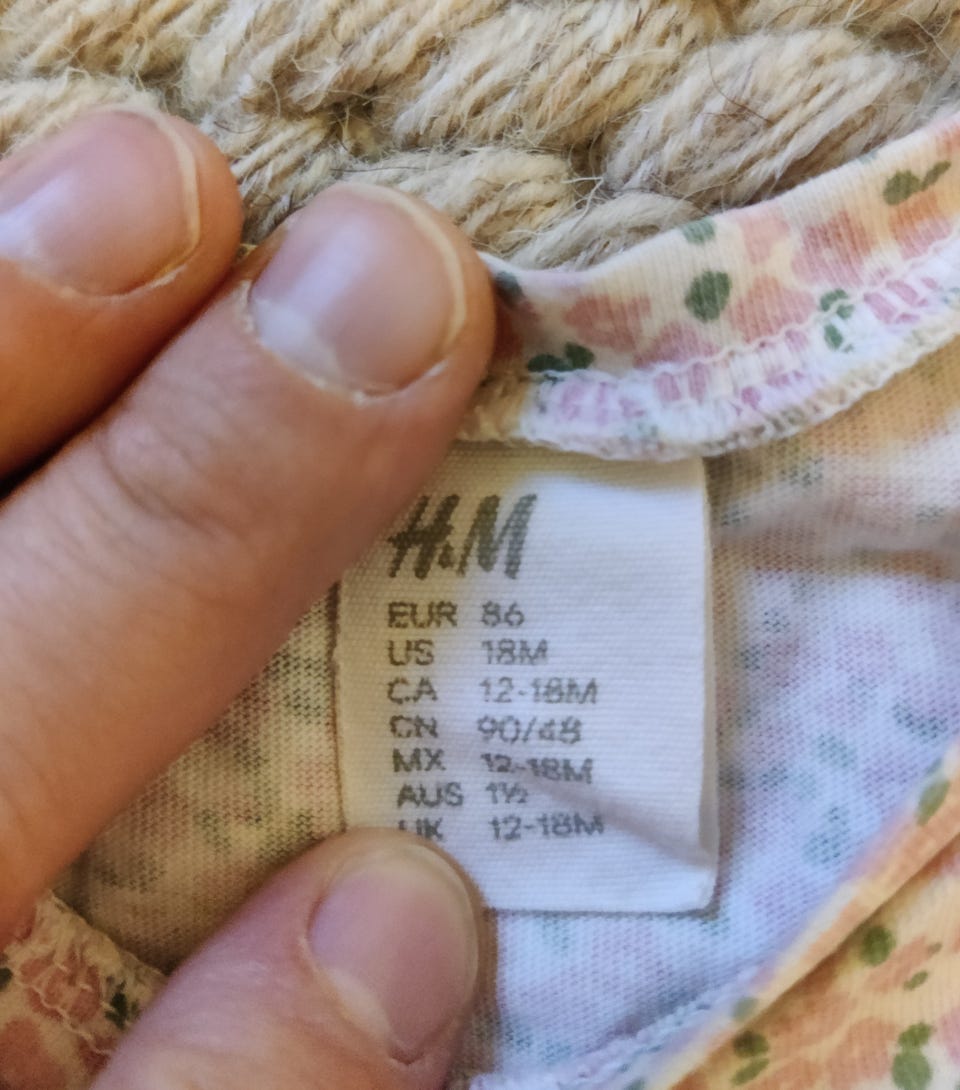 H&M
EUR 86
US 18M
CA 12-18M
CN 90/48
MX 12-18M
AUS 1½
UK 12-18M